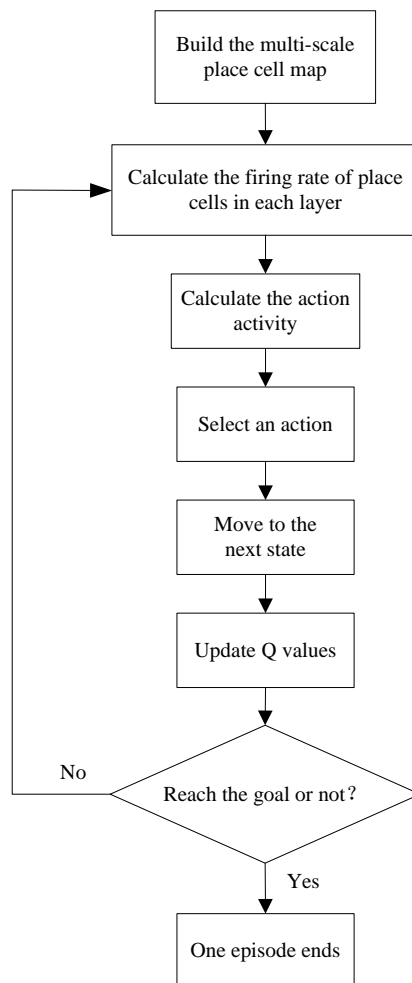 Build the multi-scale
place cell map
Calculate the firing rate of place
cells in each layer
Calculate the action
activity
Select an action
Move to the
next state
Update Q values
No
Reach the goal or not？
Yes
One episode ends